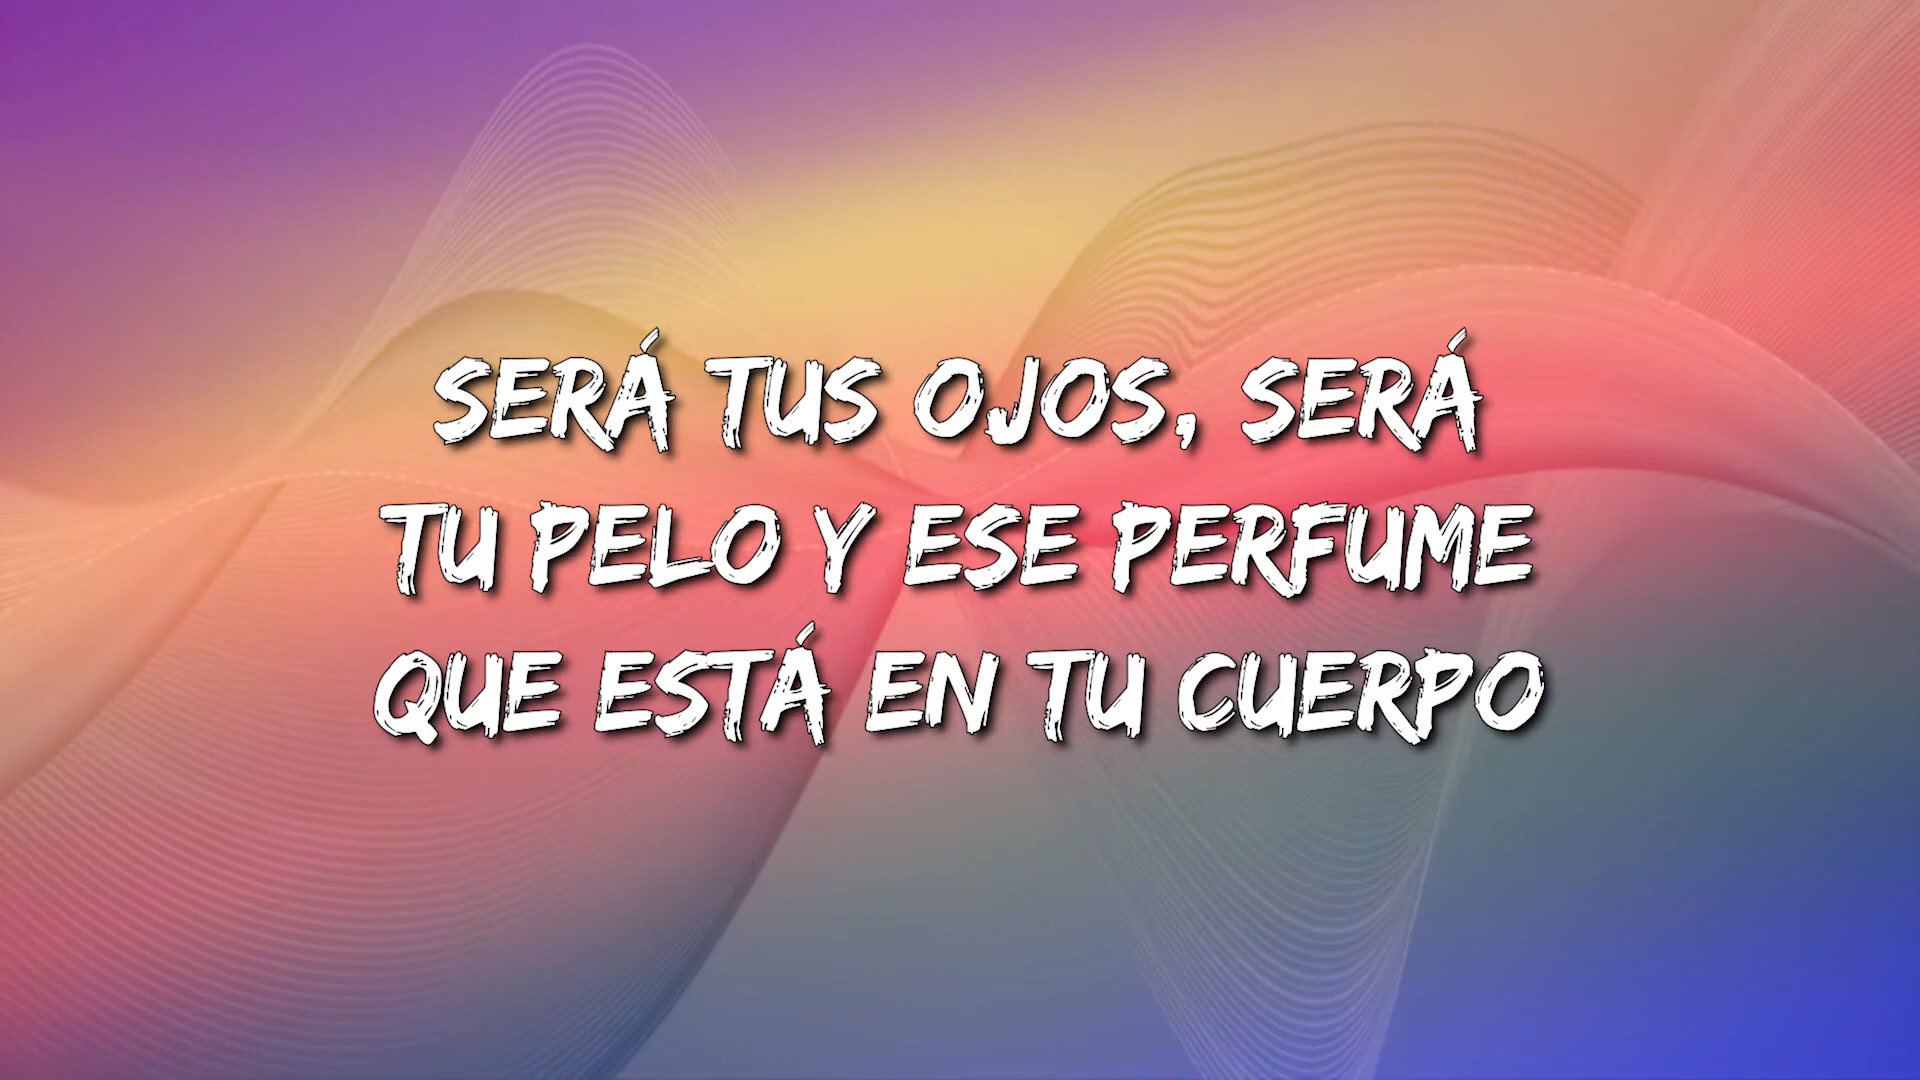 SERÁ TUS OJOS, SERÁ
TU PELO Y ESE PERFUME
QUE ESTÁ EN TU CUERPO